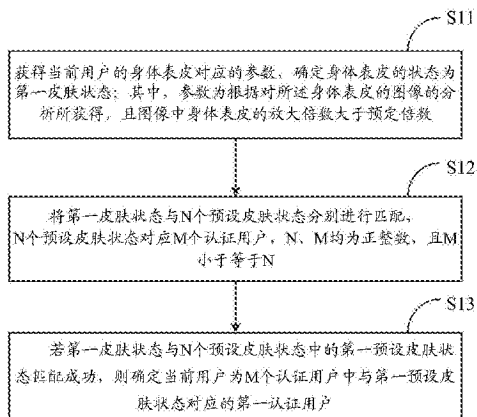 S11
获得当前用户的身体表皮对应的参数、确定身体表皮的状态为
第一皮肤状态；其中，参数为根据对所述身体表皮的图像的分
析所获得，且图像中身体表皮的放大倍数大于预定倍数
S12
将第一皮肤状态与N个预设皮肤状态分别进行匹配，
N个预设皮肤状态对应M个认证用户，N、M均为正整数，且M
小于等于N
S13
若第一皮肤状态与N个预设皮肤状态中的第一预设皮肤状
态匹配成功，则确定当前用户为M个认证用户中与第一预设皮
肤状态对应的第一认证用户